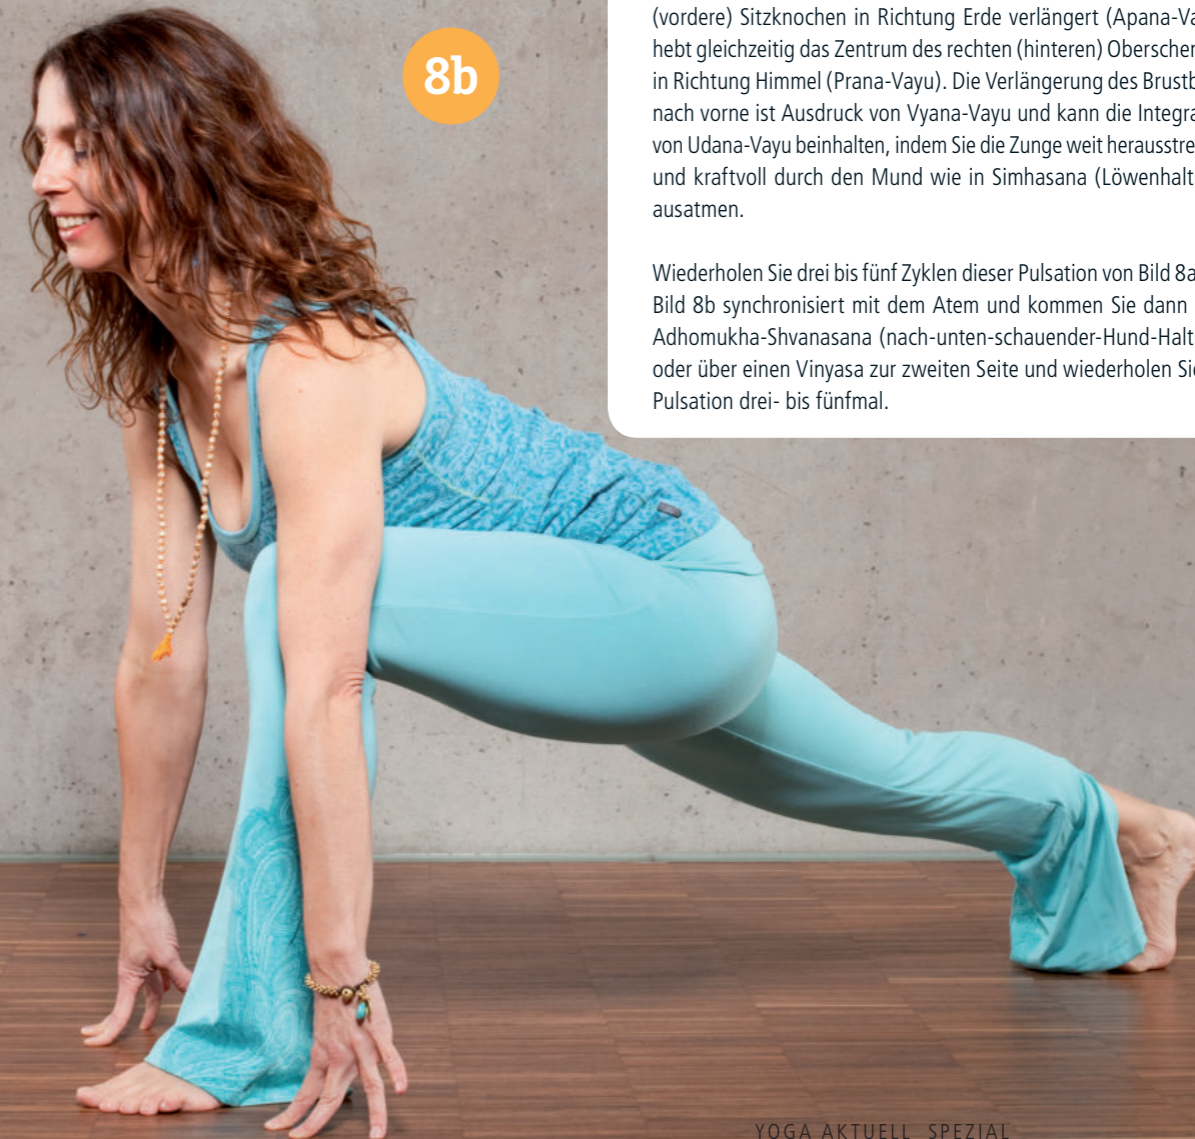 8b
(vordere) Sitzknochen in Richtung Erde verlängert (Apana-Va
hebt gleichzeitig das Zentrum des rechten (hinteren) Oberschen
in Richtung Himmel (Prana-Vayu). Die Verlängerung des Brustb
nach vorne ist Ausdruck von Vyana-Vayu und kann die Integra
von Udana-Vayu beinhalten, indem Sie die Zunge weit herausstre
und kraftvoll durch den Mund wie in Simhasana (Löwenhalt
ausatmen.
Wiederholen Sie drei bis fünf Zyklen dieser Pulsation von Bild 8a
Bild 8b synchronisiert mit dem Atem und kommen Sie dann
Adhomukha-Shvanasana (nach-unten-schauender-Hund-Halt
oder über einen Vinyasa zur zweiten Seite und wiederholen Sie
Pulsation drei- bis fünfmal.
YOGA AKTUELL SPEZIAL